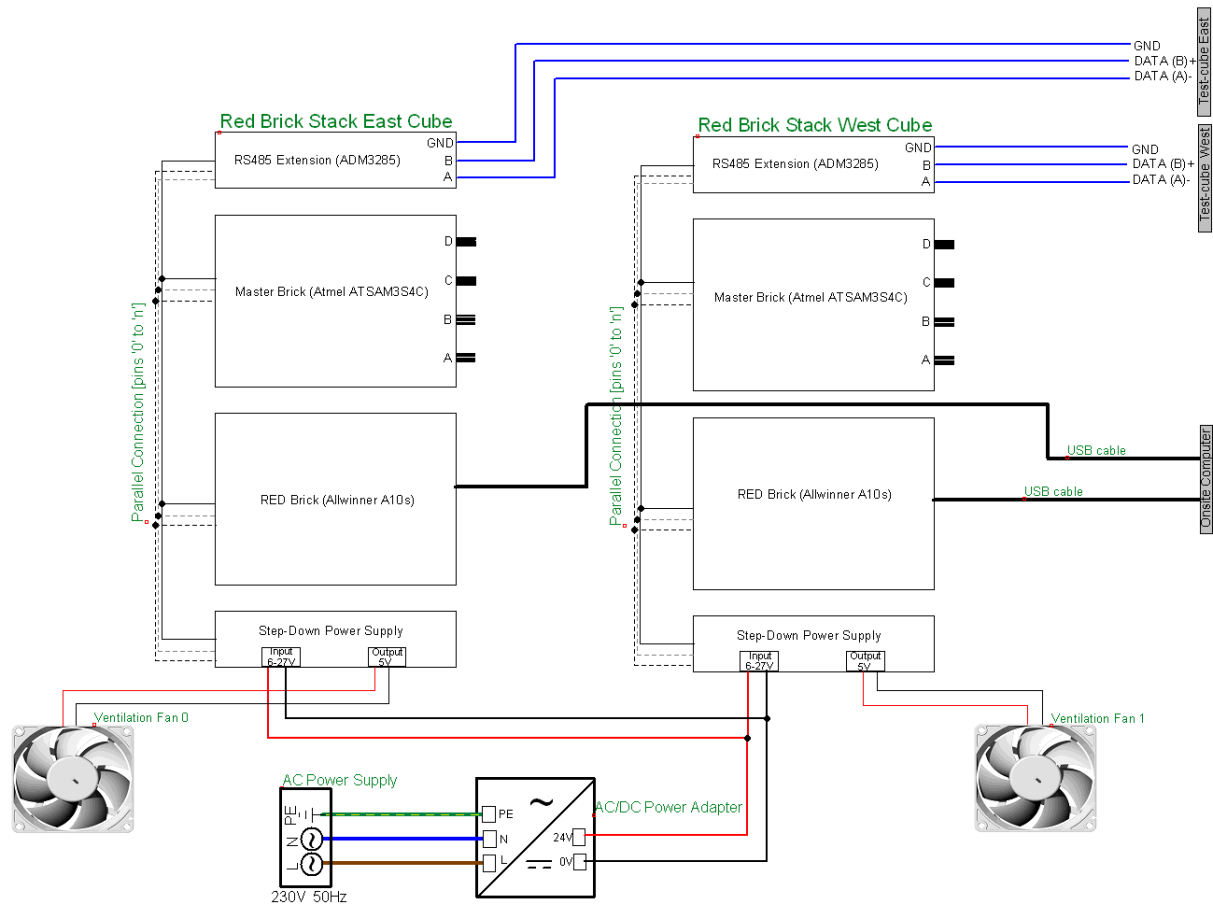 GND
DATA (B)+
DATA (A)-
Test-cube East
Red Brick Stack East Cube
RS485 Extension (ADM3285)
GND
B
A
Red Brick Stack West Cube
RS485 Extension (ADM3285)
GND
B
A
GND
DATA (B)+
DATA (A)-
Test-cube West
Master Brick (Atmel ATSAM3S4C)
D
C
B
A
Master Brick (Atmel ATSAM3S4C)
D
C
B
A
Parallel Connection [pins '0' to 'n']
Parallel Connection [pins '0' to 'n']
RED Brick (Allwinner A10s)
RED Brick (Allwinner A10s)
USB cable
USB cable
Onsite Computer
Step-Down Power Supply
Input
6-27V
Output
5V
Step-Down Power Supply
Input
6-27V
Output
5V
Ventilation Fan 0
Ventilation Fan 1
AC Power Supply
PE
N
L
230V 50Hz
PE
N
L
24V
0V
AC/DC Power Adapter